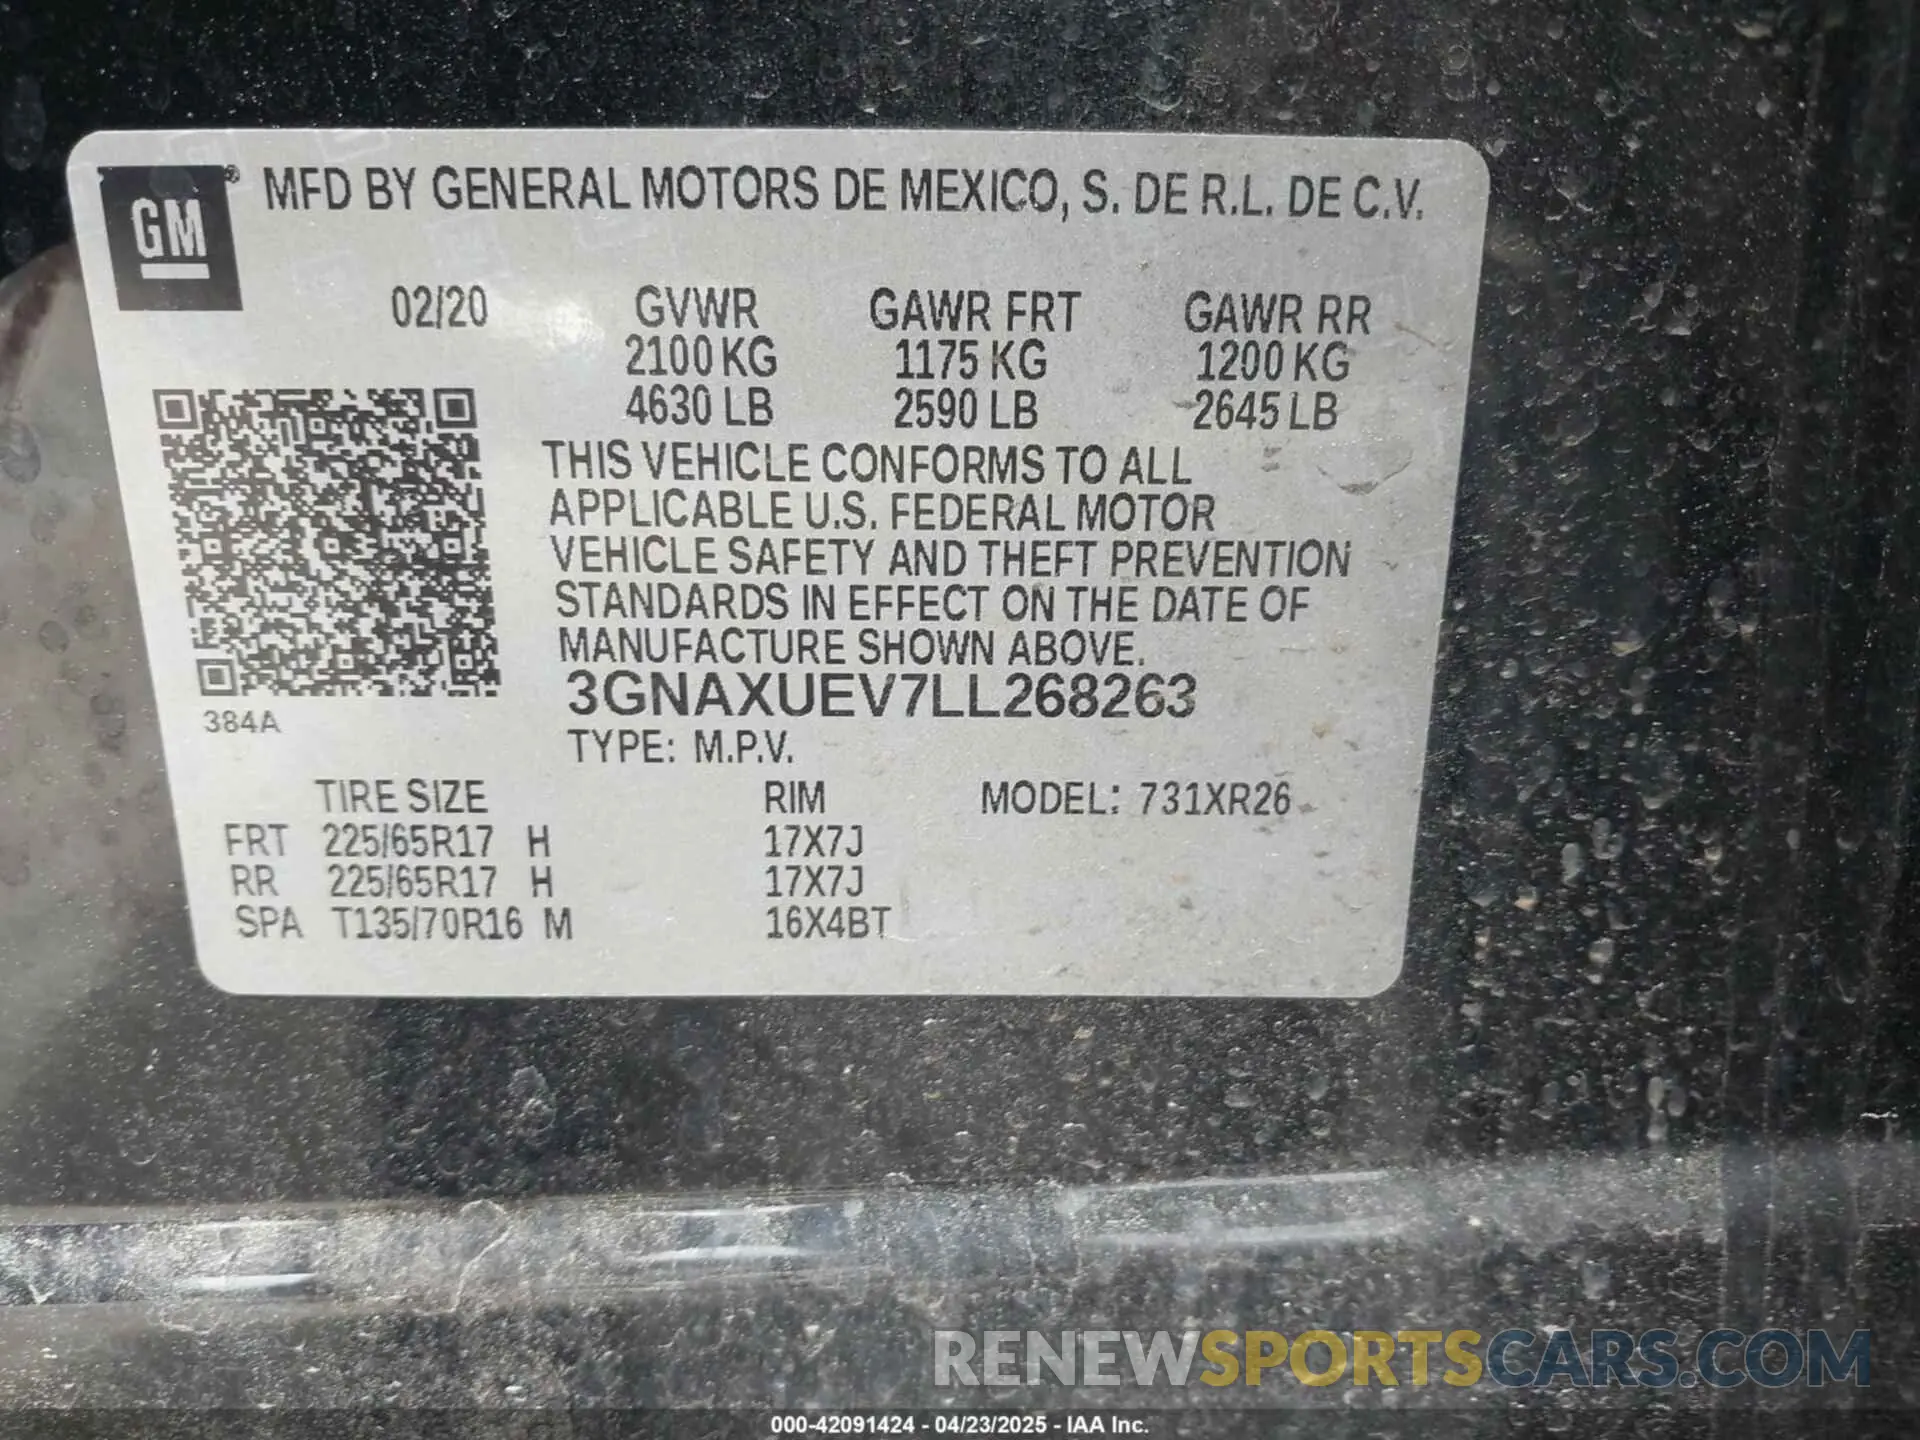 GM ® MFD BY GENERAL MOTORS DE MEXICO, S. DE R.L. DE C.V.
02/20 GVWR GAWR FRT GAWR RR
2100 KG 1175 KG 1200 KG
4630 LB 2590 LB 2645 LB
THIS VEHICLE CONFORMS TO ALL
APPLICABLE U.S. FEDERAL MOTOR
VEHICLE SAFETY AND THEFT PREVENTION
STANDARDS IN EFFECT ON THE DATE OF
MANUFACTURE SHOWN ABOVE.
3GNAXUEV7LL268263
384A
TYPE: M.P.V.
TIRE SIZE RIM MODEL: 731XR26
FRT 225/65R17 H 17X7J
RR 225/65R17 H 17X7J
SPA T135/70R16 M 16X4BT
RENEWSPORTSCARS.COM
000-42091424 - 04/23/2025 - IAA Inc.